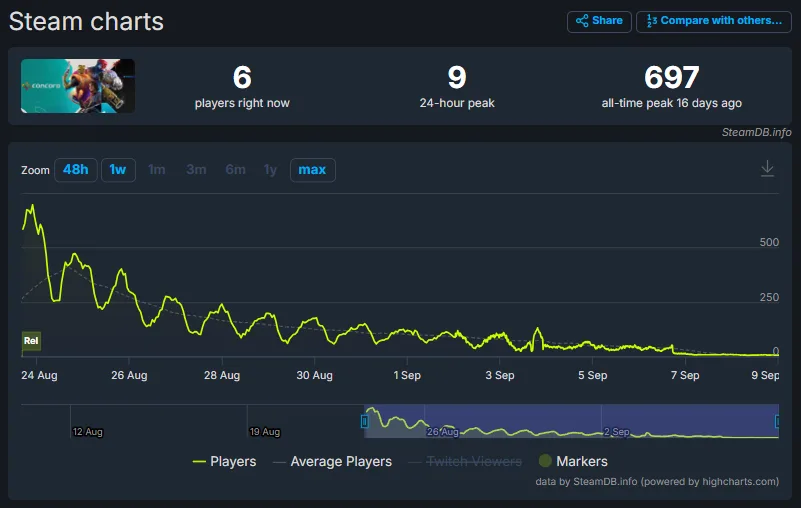 Steam charts
Share
Compare with others...
CONCORD
6
players right now
9
24-hour peak
697
all-time peak 16 days ago
SteamDB.info
Zoom 48h 1w 1m 3m 6m 1y max
500
250
0
Rel
24 Aug 26 Aug 28 Aug 30 Aug 1 Sep 3 Sep 5 Sep 7 Sep 9 Sep
12 Aug 19 Aug 26 Aug 2 Sep
Players Average Players Twitch Viewers Markers
data by SteamDB.info (powered by highcharts.com)